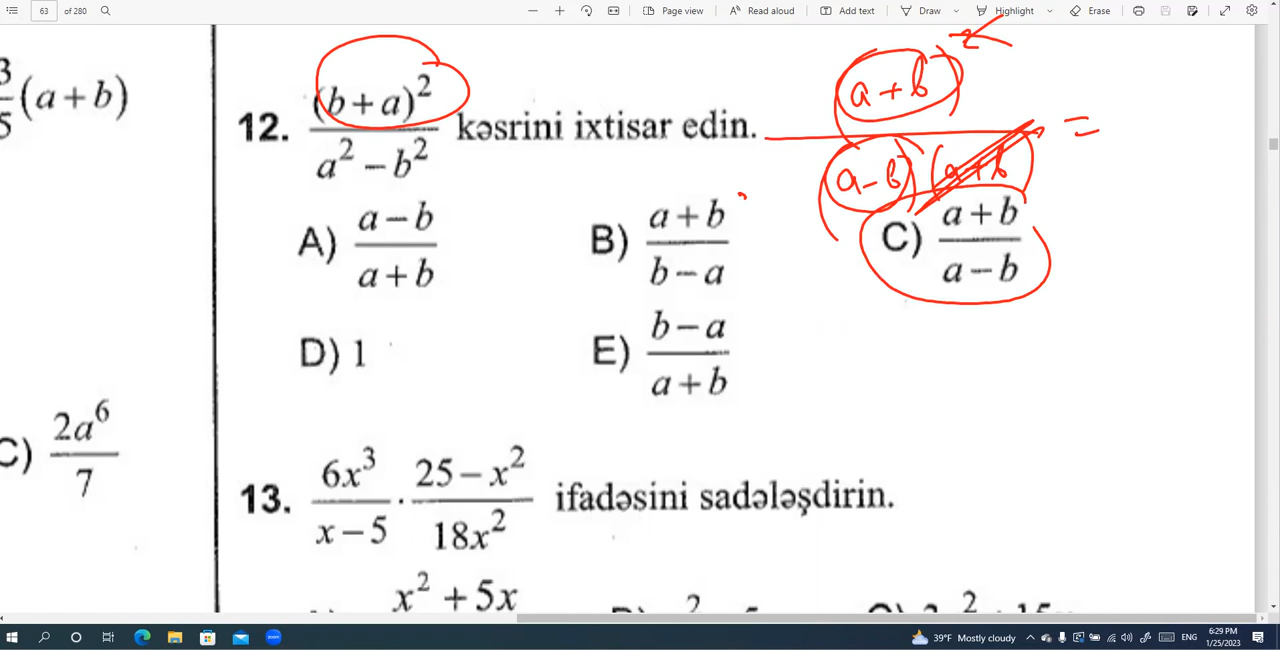 63 of 280 Page view Read aloud Add text Draw Highlight Erase
3/5 (a+b)
12. (b+a)²/(a² − b²) kəsrini ixtisar edin.
(a+b)²/((a−b)(a+b)) =
A) (a−b)/(a+b) B) (a+b)/(b−a) C) (a+b)/(a−b)
D) 1 E) (b−a)/(a+b)
C) 2a⁶/7
13. 6x³/(x−5) · (25−x²)/18x² ifadəsini sadələşdirin.
x² + 5x
39°F Mostly cloudy ENG 6:29 PM
1/25/2023